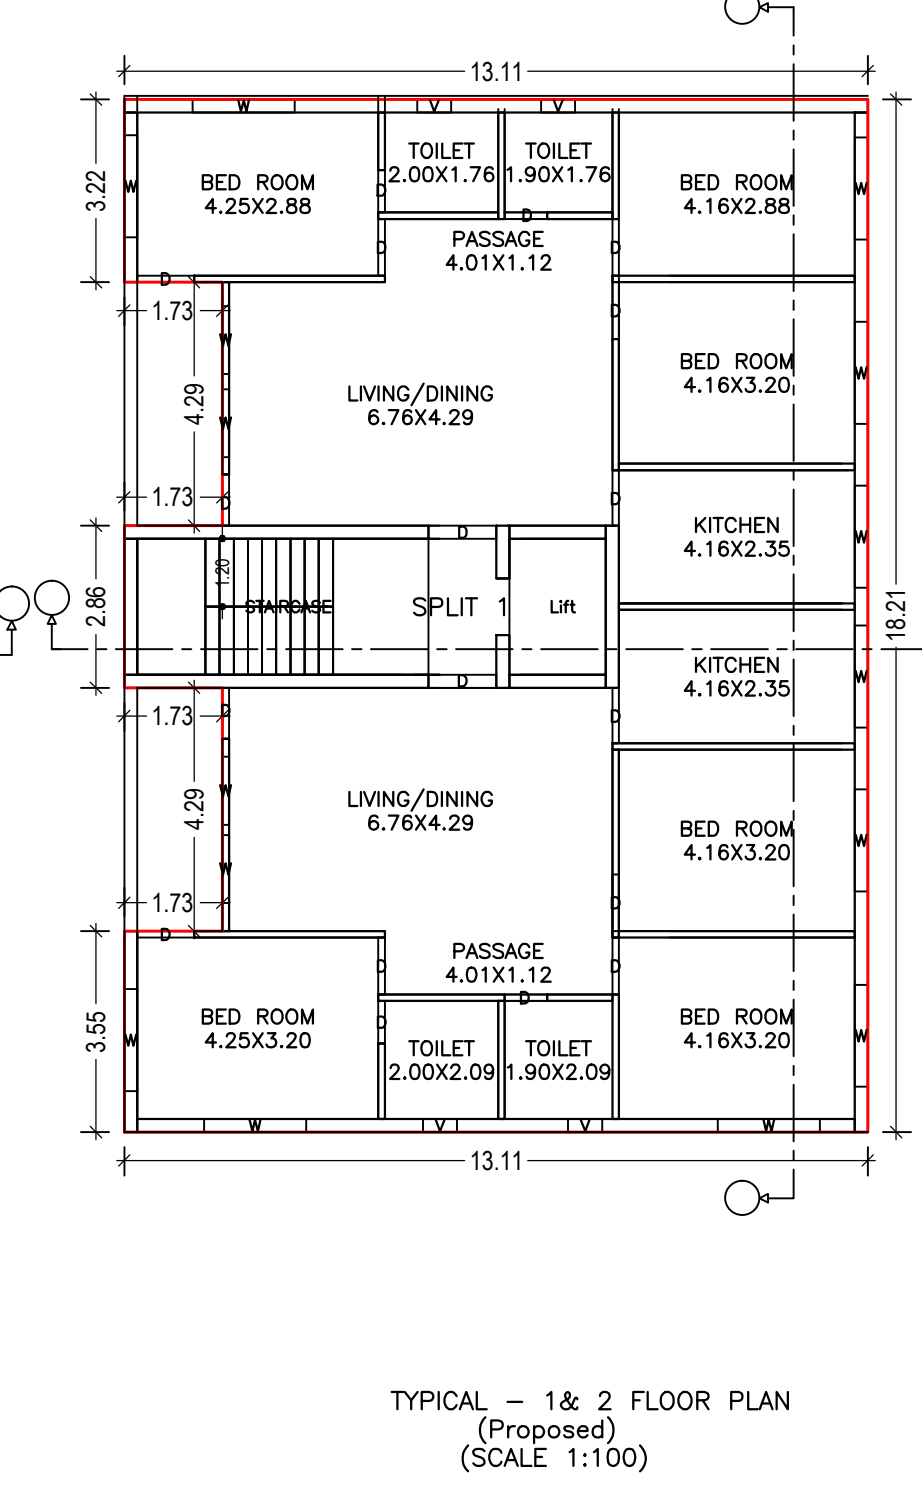 13.11
W
V
V
TOILET
2.00X1.76
TOILET
1.90X1.76
BED ROOM
4.25X2.88
BED ROOM
4.16X2.88
3.22
W
D
W
D
PASSAGE
4.01X1.12
D
D
D
1.73
D
W
BED ROOM
4.16X3.20
W
LIVING/DINING
6.76X4.29
4.29
W
1.73
D
D
KITCHEN
4.16X2.35
W
D
1.20
STAIRCASE
SPLIT 1
Lift
2.86
18.21
KITCHEN
4.16X2.35
W
D
1.73
D
D
LIVING/DINING
6.76X4.29
4.29
W
BED ROOM
4.16X3.20
W
W
1.73
D
D
PASSAGE
4.01X1.12
D
D
D
BED ROOM
4.25X3.20
BED ROOM
4.16X3.20
3.55
W
D
W
TOILET
2.00X2.09
TOILET
1.90X2.09
W
V
V
W
13.11
TYPICAL - 1& 2 FLOOR PLAN
(Proposed)
(SCALE 1:100)